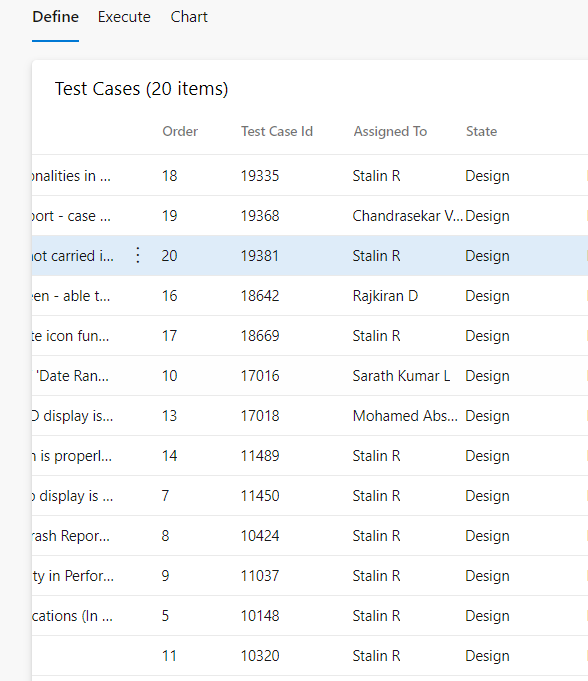 Define Execute Chart
Test Cases (20 items)
Order Test Case Id Assigned To State
onalities in ... 18 19335 Stalin R Design
port - case ... 19 19368 Chandrasekar V... Design
not carried i... 20 19381 Stalin R Design
een - able t... 16 18642 Rajkiran D Design
te icon fun... 17 18669 Stalin R Design
'Date Ran... 10 17016 Sarath Kumar L Design
D display is... 13 17018 Mohamed Abs... Design
n is properl... 14 11489 Stalin R Design
display is ... 7 11450 Stalin R Design
rash Repor... 8 10424 Stalin R Design
ty in Perfor... 9 11037 Stalin R Design
cations (In ... 5 10148 Stalin R Design
11 10320 Stalin R Design